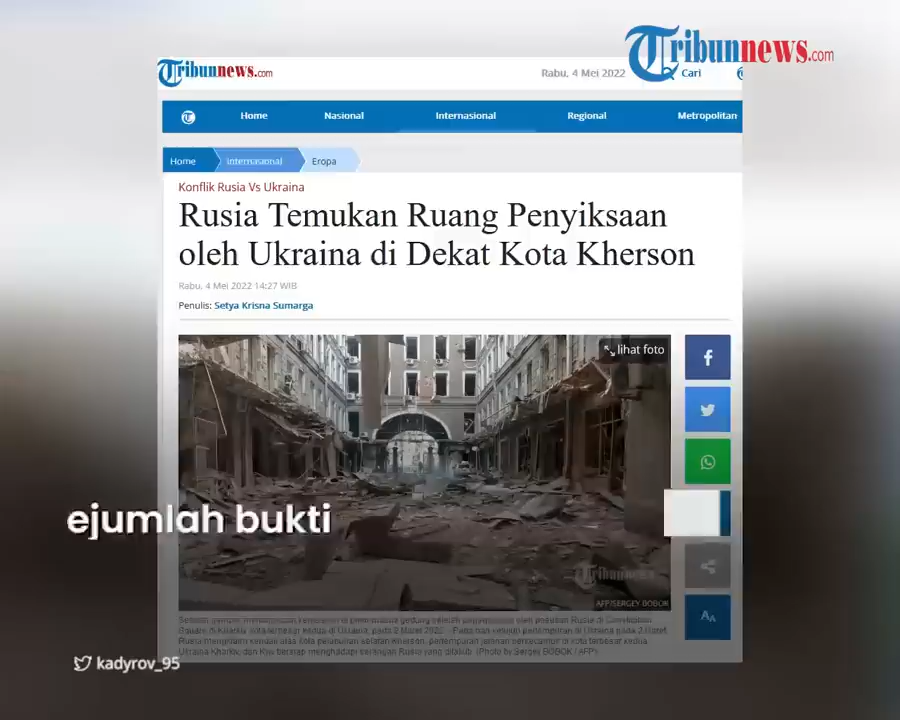 Tribunnews.com
Tribunnews.com
Rabu, 4 Mei 2022
Cari
Home
Nasional
Internasional
Regional
Metropolitan
Home
Internasional
Eropa
Konflik Rusia Vs Ukraina
Rusia Temukan Ruang Penyiksaan
oleh Ukraina di Dekat Kota Kherson
Rabu, 4 Mei 2022 14:27 WIB
Penulis: Setya Krisna Sumarga
lihat foto
ejumlah bukti
Tribunnews
AFP/SERGEY BOBOK
AA
kadyrov_95